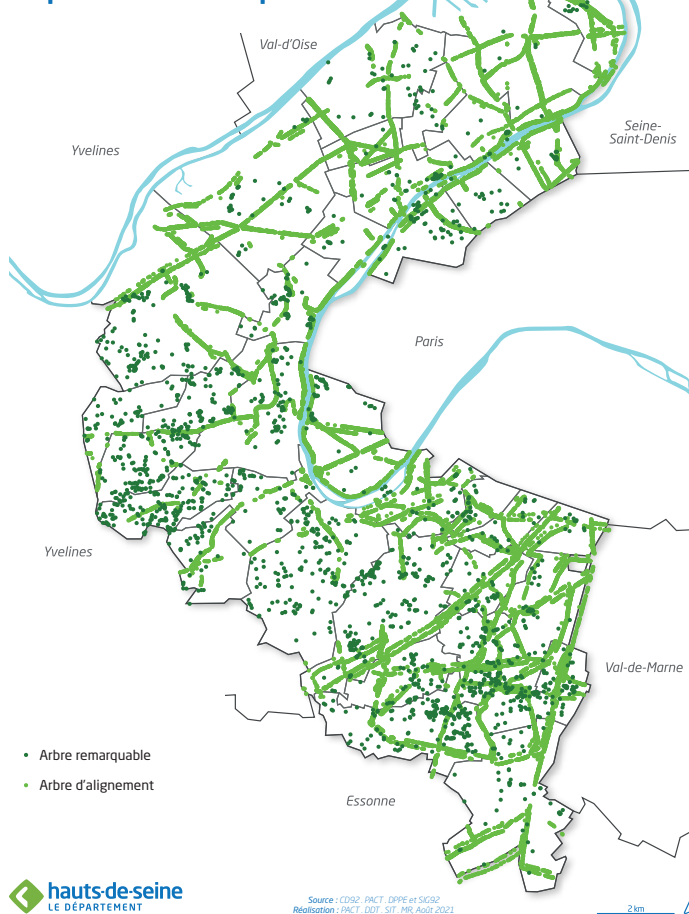 Val-d'Oise
Seine-
Saint-Denis
Yvelines
Paris
Yvelines
Val-de-Marne
Arbre remarquable
Arbre d'alignement
Essonne
hauts-de-seine
LE DÉPARTEMENT
Source : CD92 . PACT . DPPE et SIG92
Réalisation : PACT . DDT . SIT . MR, Août 2021
2 km